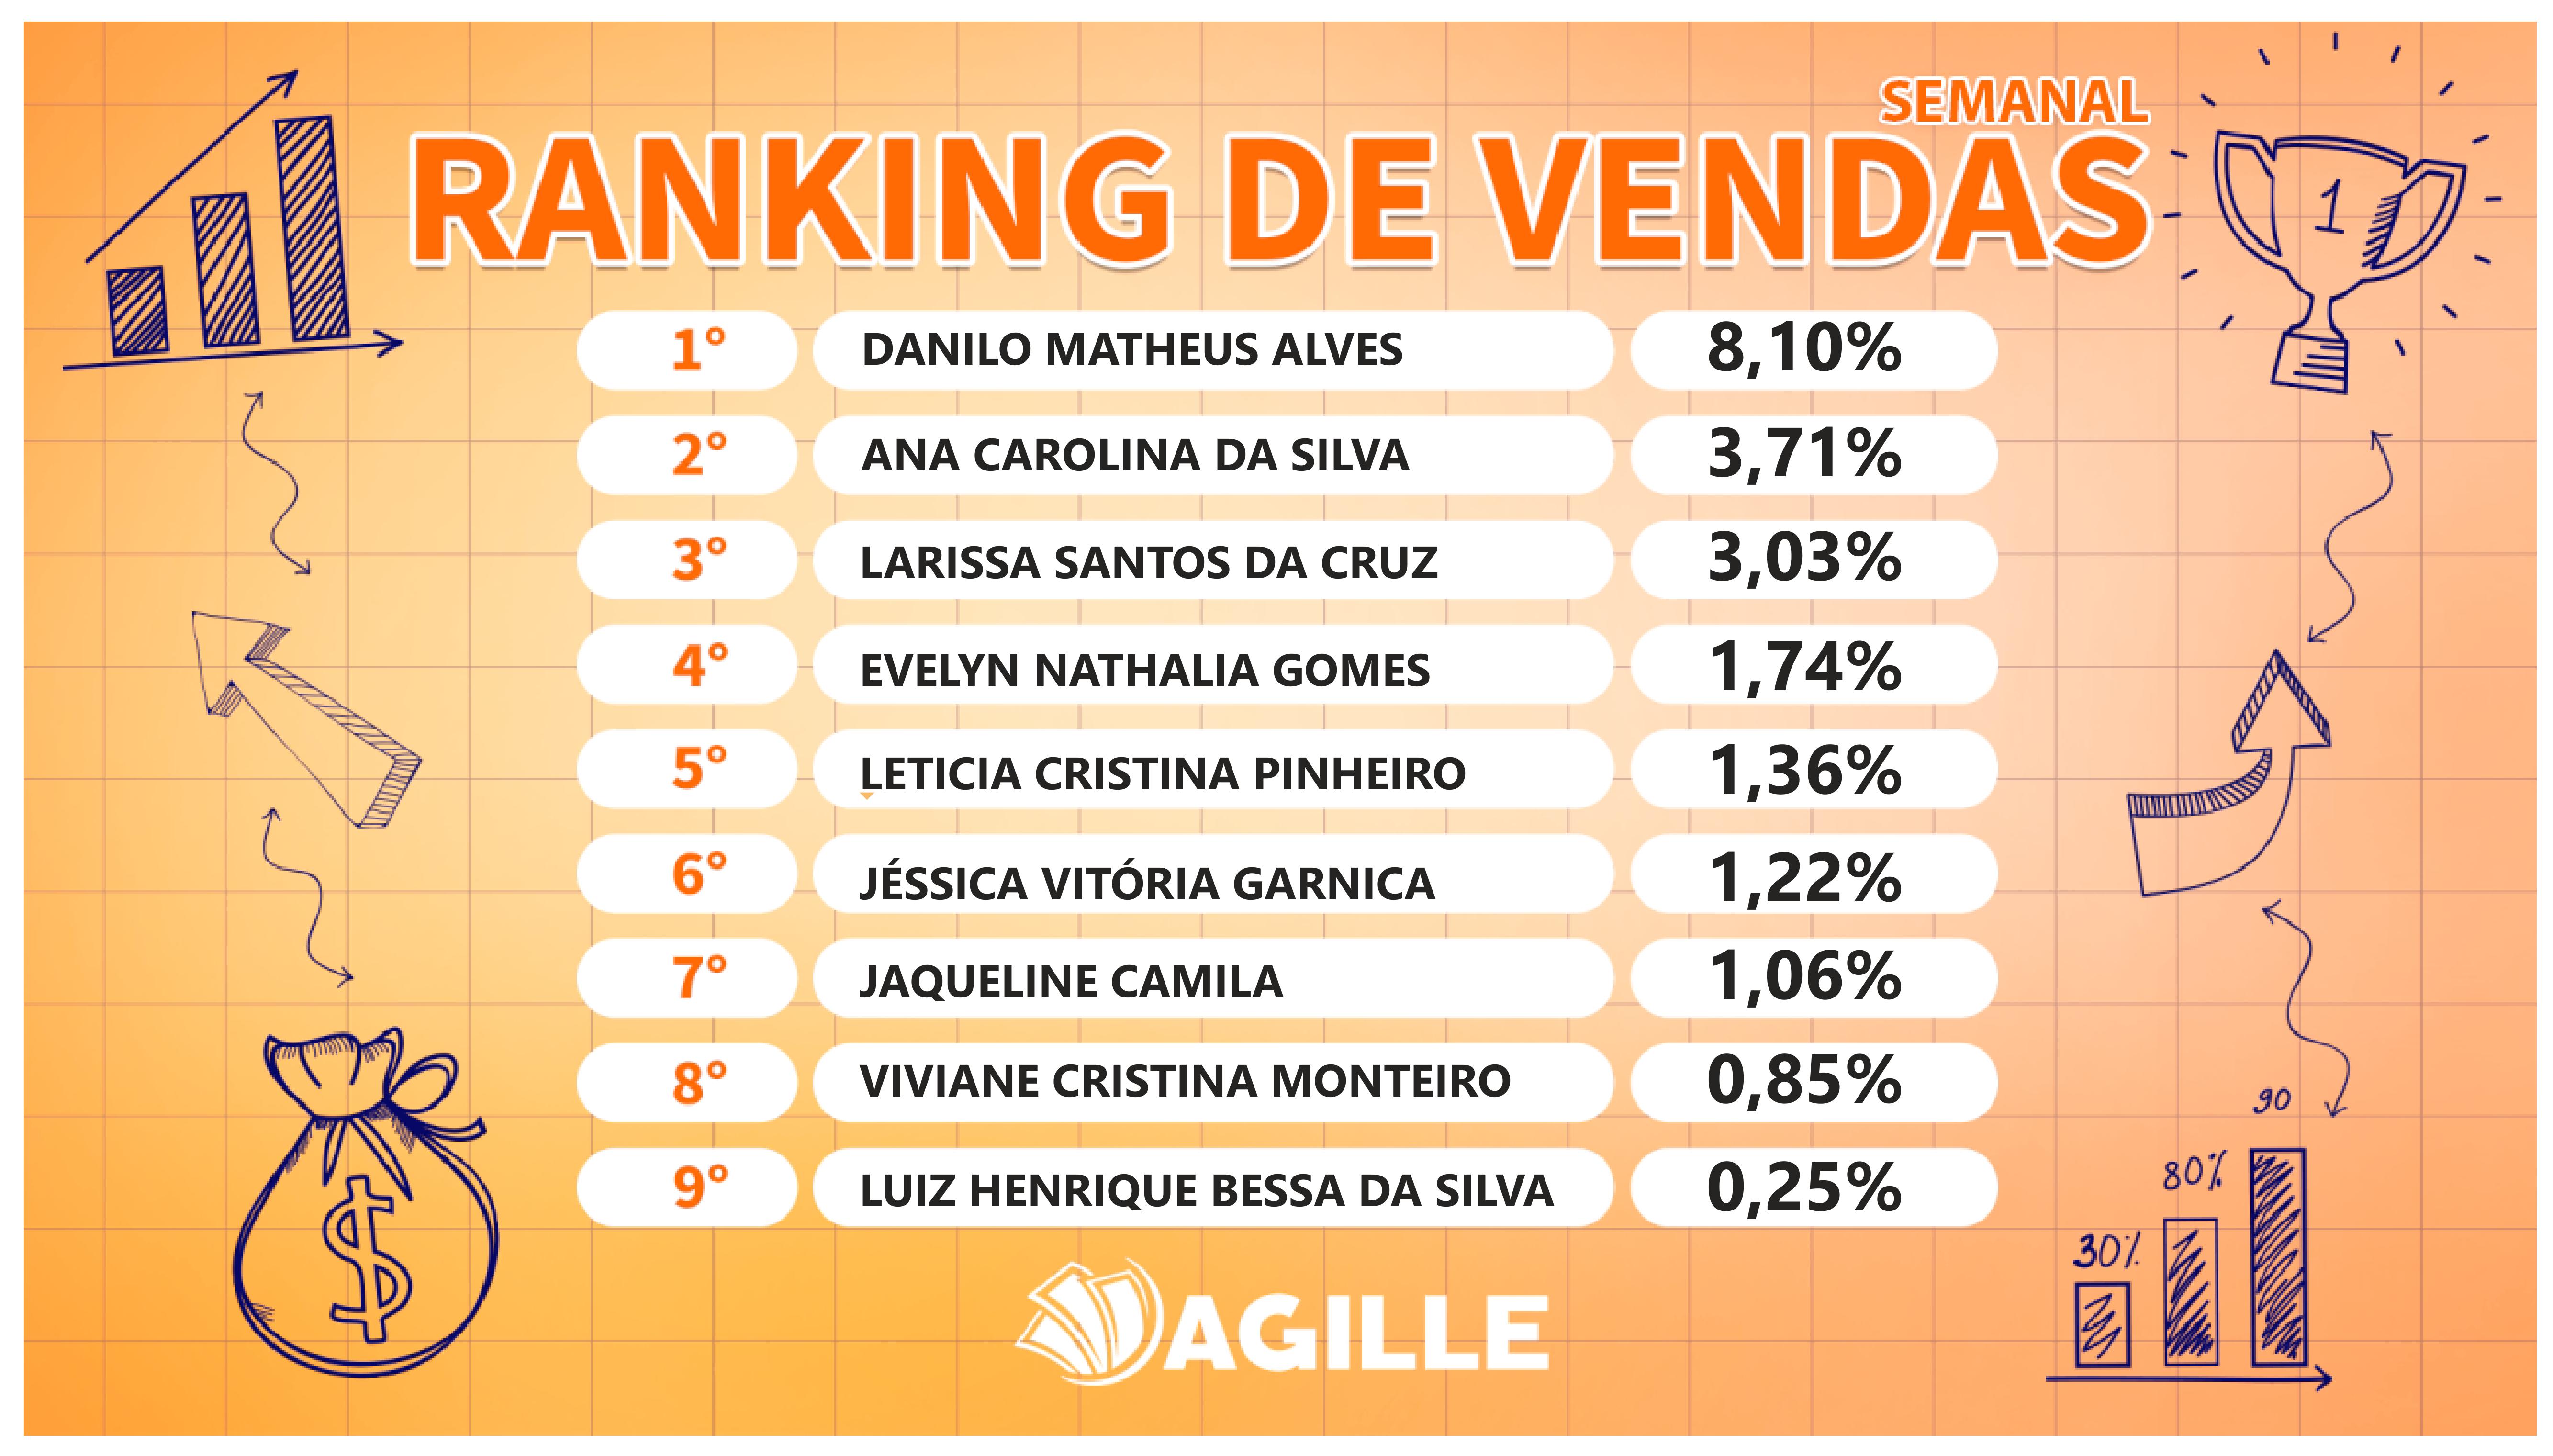 SEMANAL
RANKING DE VENDAS
1
1° DANILO MATHEUS ALVES 8,10%
2° ANA CAROLINA DA SILVA 3,71%
3° LARISSA SANTOS DA CRUZ 3,03%
4° EVELYN NATHALIA GOMES 1,74%
5° LETICIA CRISTINA PINHEIRO 1,36%
6° JÉSSICA VITÓRIA GARNICA 1,22%
7° JAQUELINE CAMILA 1,06%
8° VIVIANE CRISTINA MONTEIRO 0,85%
9° LUIZ HENRIQUE BESSA DA SILVA 0,25%
$
90
80%
30%
AGILLE